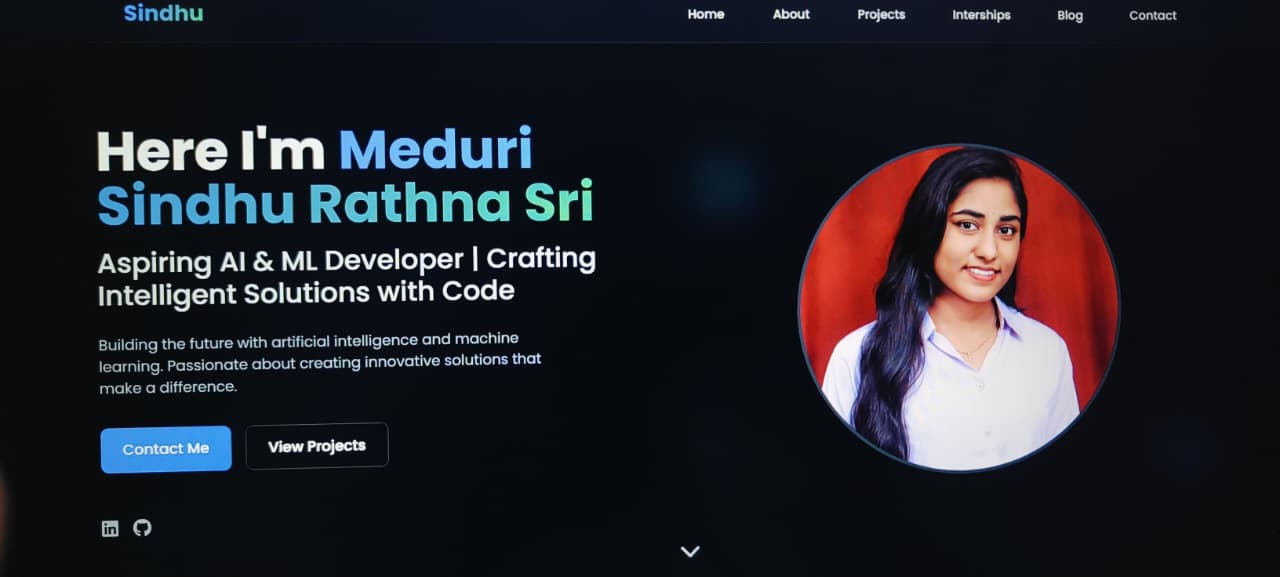 Sindhu
Home About Projects Interships Blog Contact
Here I'm Meduri
Sindhu Rathna Sri
Aspiring AI & ML Developer | Crafting
Intelligent Solutions with Code
Building the future with artificial intelligence and machine
learning. Passionate about creating innovative solutions that
make a difference.
Contact Me
View Projects
in